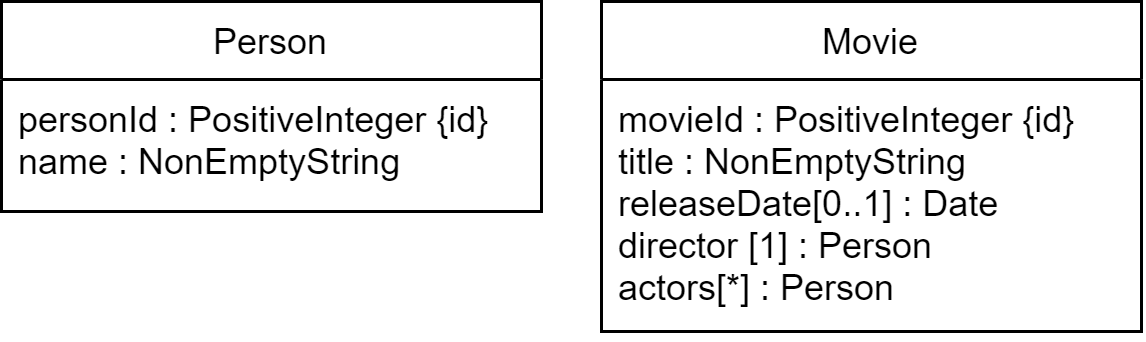 Person
personId : PositiveInteger {id}
name : NonEmptyString
Movie
movieId : PositiveInteger {id}
title : NonEmptyString
releaseDate[0..1] : Date
director [1] : Person
actors[*] : Person